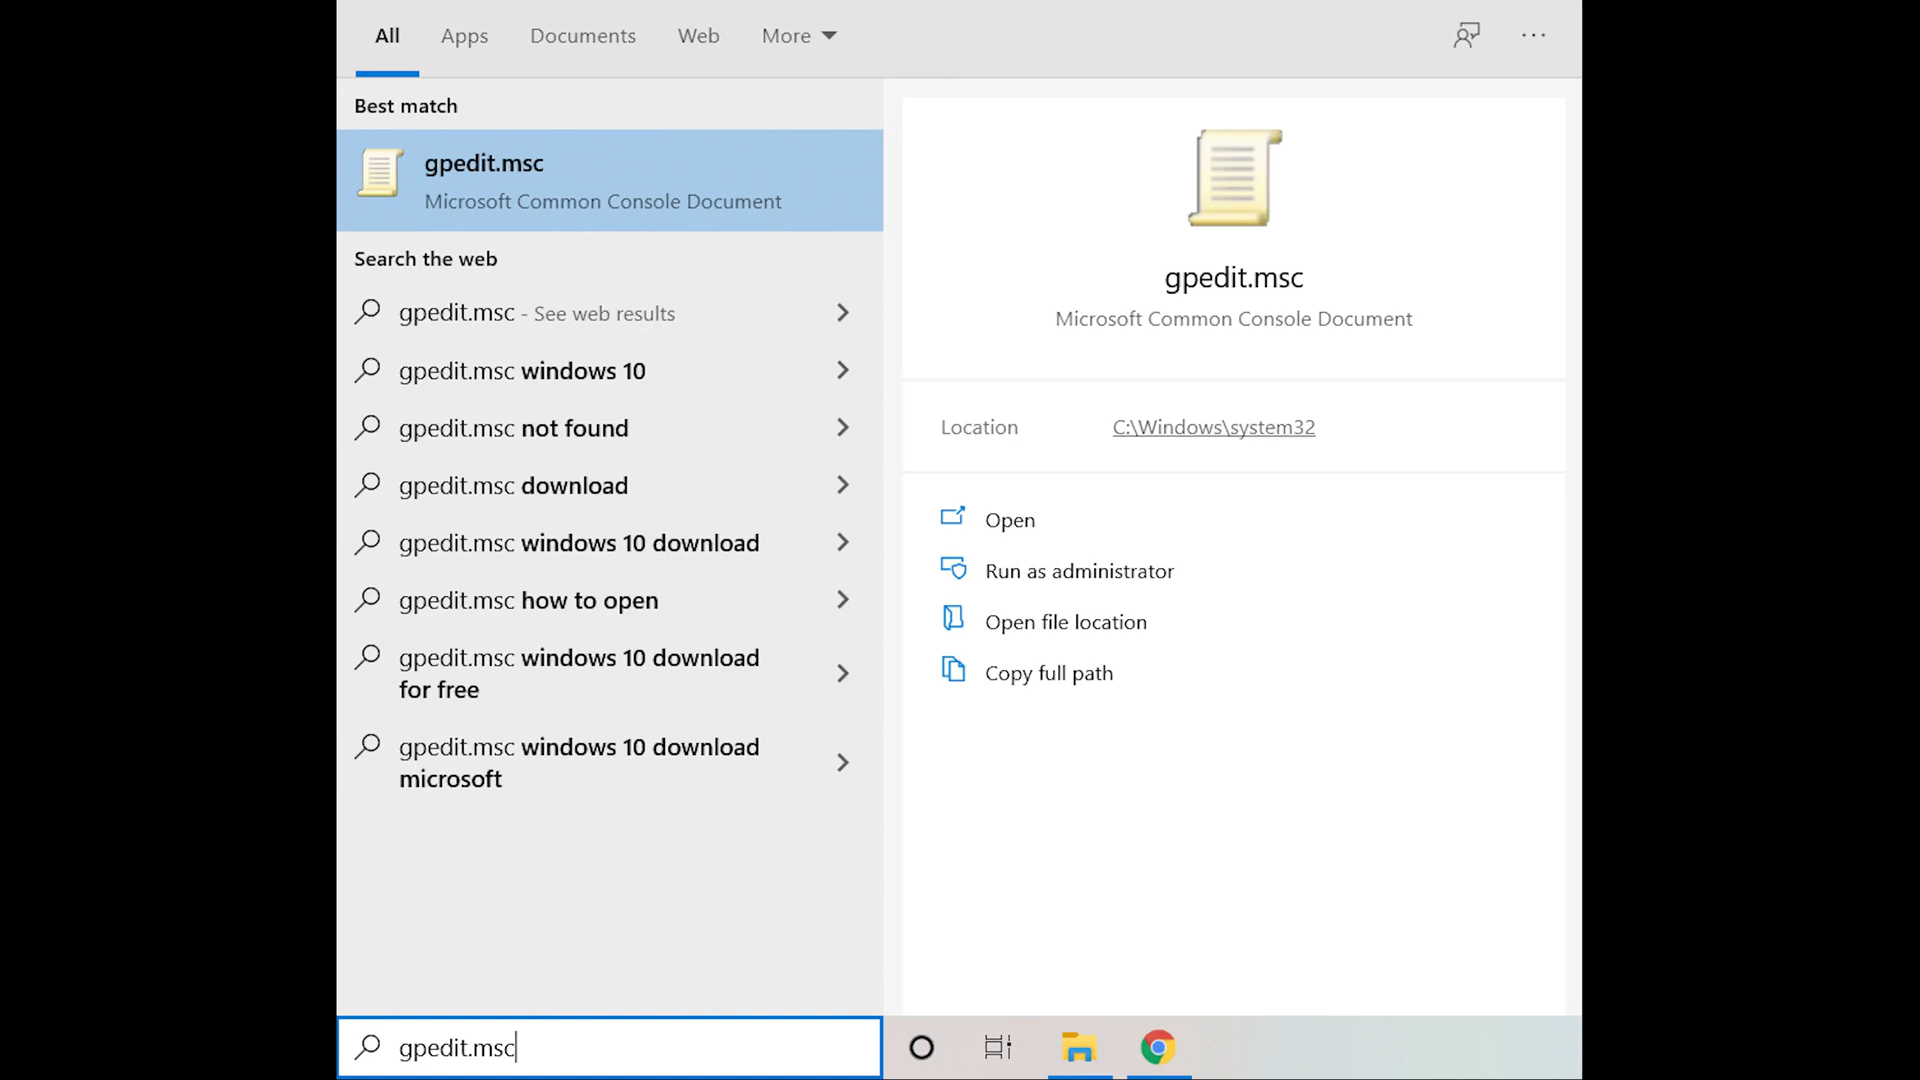 All Apps Documents Web More
Best match
gpedit.msc
Microsoft Common Console Document
Search the web
gpedit.msc - See web results
gpedit.msc windows 10
gpedit.msc not found
gpedit.msc download
gpedit.msc windows 10 download
gpedit.msc how to open
gpedit.msc windows 10 download
for free
gpedit.msc windows 10 download
microsoft
gpedit.msc
Microsoft Common Console Document
Location C:\Windows\system32
Open
Run as administrator
Open file location
Copy full path
gpedit.msc